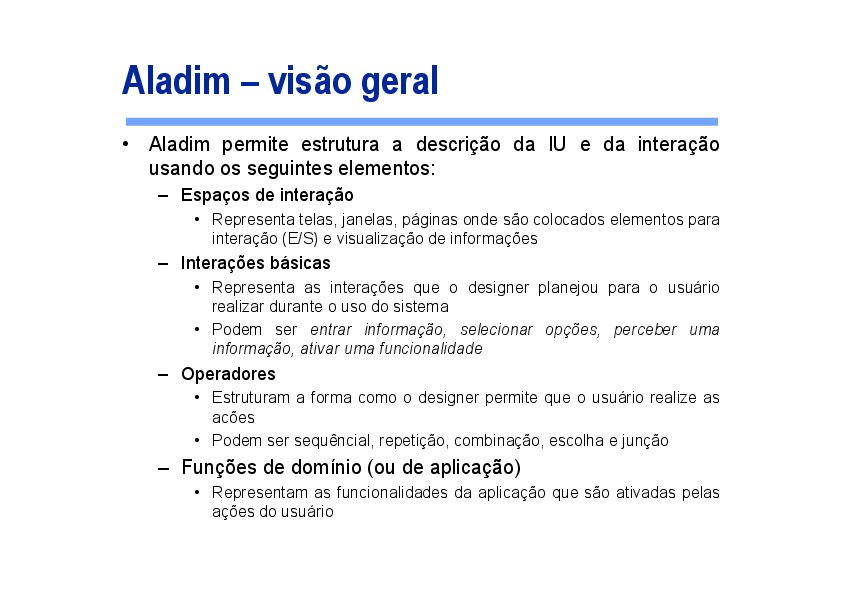 Aladim – visão geral
• Aladim permite estrutura a descrição da IU e da interação
usando os seguintes elementos:
– Espaços de interação
• Representa telas, janelas, páginas onde são colocados elementos para
interação (E/S) e visualização de informações
– Interações básicas
• Representa as interações que o designer planejou para o usuário
realizar durante o uso do sistema
• Podem ser entrar informação, selecionar opções, perceber uma
informação, ativar uma funcionalidade
– Operadores
• Estruturam a forma como o designer permite que o usuário realize as
acões
• Podem ser sequêncial, repetição, combinação, escolha e junção
– Funções de domínio (ou de aplicação)
• Representam as funcionalidades da aplicação que são ativadas pelas
ações do usuário